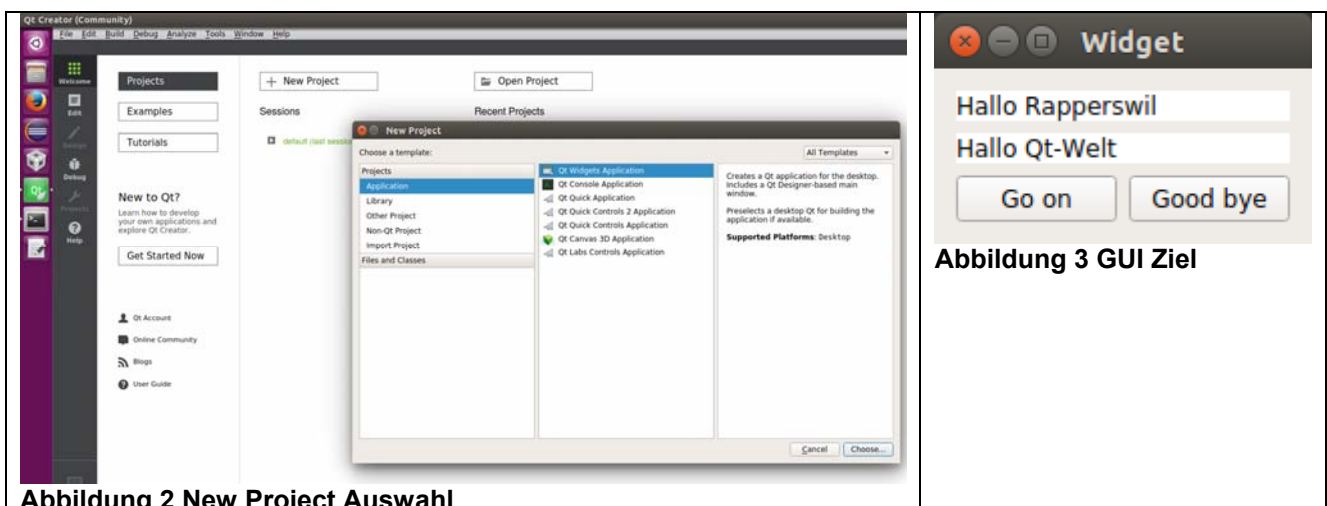 Qt Creator (Community)
File Edit Build Debug Analyze Tools Window Help
Welcome
Edit
Design
Debug
Projects
Help
Projects
Examples
Tutorials
New to Qt?
Learn how to develop
your own applications and
explore Qt Creator.
Get Started Now
Qt Account
Online Community
Blogs
User Guide
+ New Project
Open Project
Sessions
Recent Projects
default (last session
New Project
Choose a template:
All Templates
Projects
Application
Library
Other Project
Non-Qt Project
Import Project
Files and Classes
Qt Widgets Application
Qt Console Application
Qt Quick Application
Qt Quick Controls 2 Application
Qt Quick Controls Application
Qt Canvas 3D Application
Qt Labs Controls Application
Creates a Qt application for the desktop.
Includes a Qt Designer-based main
window.
Preselects a desktop Qt for building the
application if available.
Supported Platforms: Desktop
Cancel
Choose...
Abbildung 2 New Project Auswahl
Widget
Hallo Rapperswil
Hallo Qt-Welt
Go on
Good bye
Abbildung 3 GUI Ziel